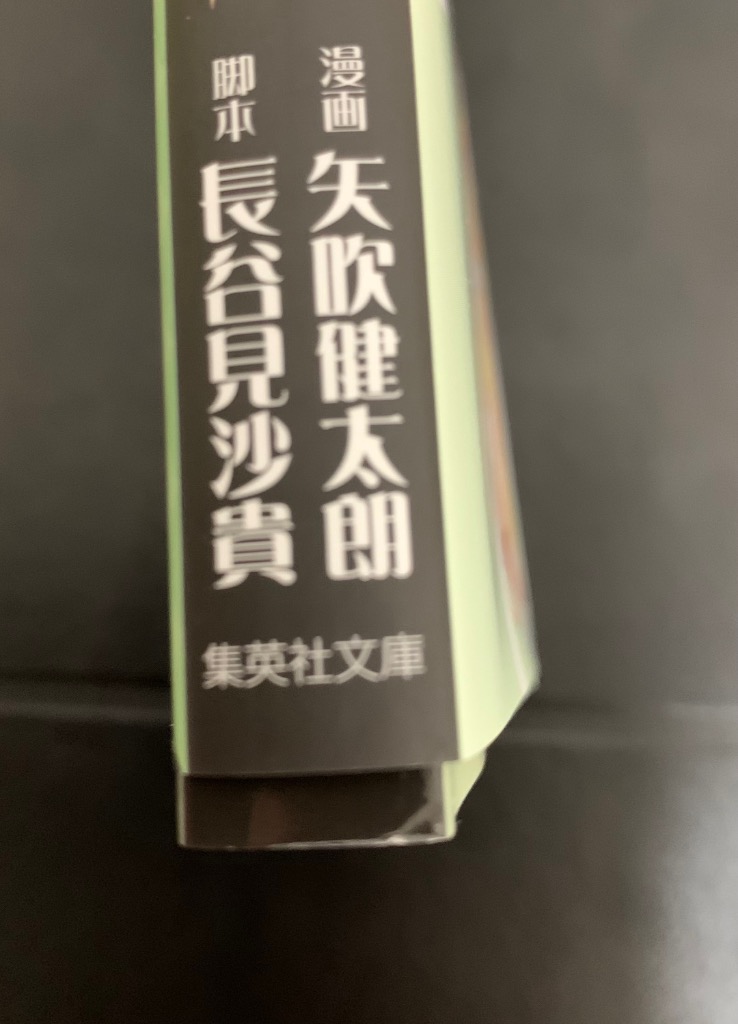 漫画 矢吹健太朗
脚本 長谷見沙貴
集英社文庫